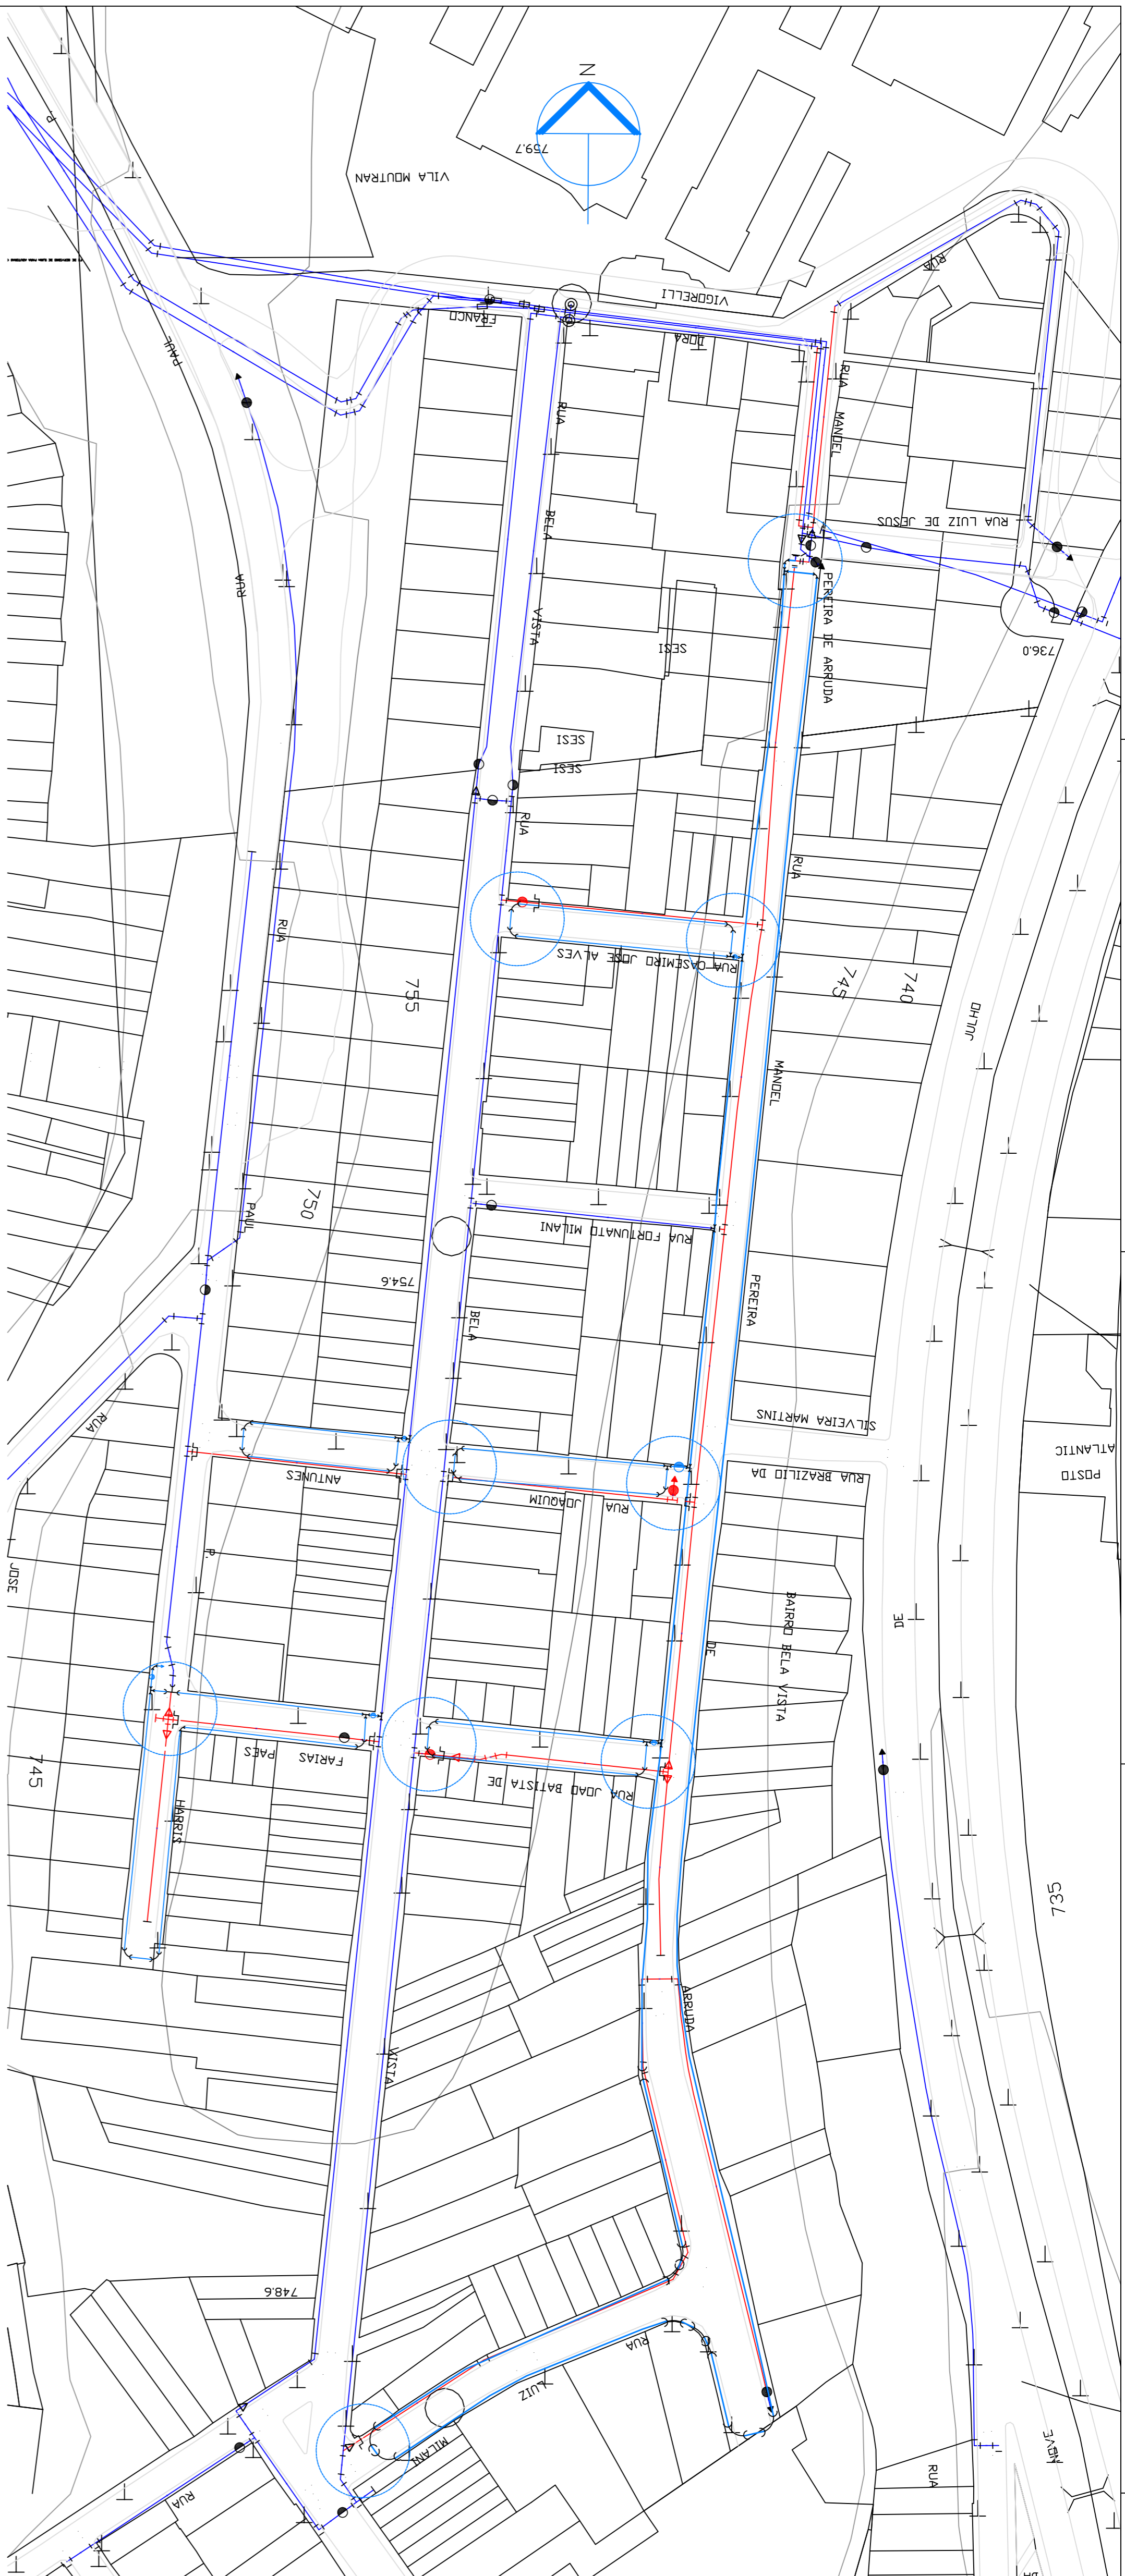 N
759.7
VILA MOUTRAN
P
VIGORELLI
FRANCO
DORA
RUA
RUA
MANOEL
RUA
PAUL
BELA
RUA LUIZ DE JESUS
PEREIRA DE ARRUDA
RUA
VISTA
SESI
736.0
SESI
SESI
RUA
RUA
RUA
RUA CASEMIRO JOSE ALVES
755
745
740
JULHO
MANOEL
750
PAUL
RUA FORTUNATO MILANI
754.6
PEREIRA
BELA
SILVEIRA MARTINS
RUA
ATLANTIC
POSTO
ANTUNES
RUA BRAZILIO DA
RUA JOAQUIM
P.
JOSE
BAIRRO BELA VISTA
DE
DE
745
FARIAS
PAES
RUA JOAO BATISTA DE
HARRIS
735
ARRUDA
VISTA
748.6
RUA
LUIZ
MILANI
NOVE
RUA
RUA